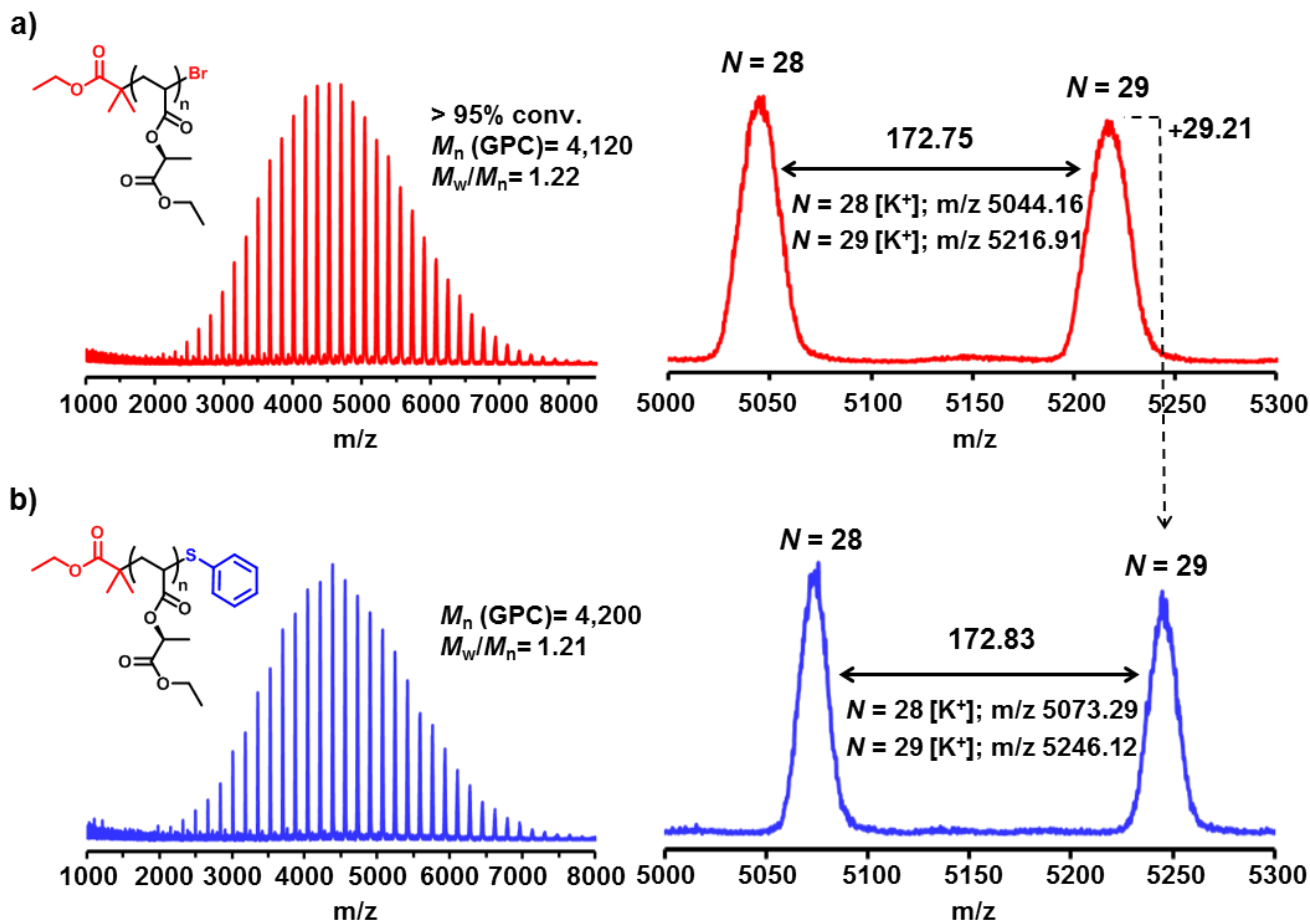 a)
O
O
Br
n
O
O
O
O
> 95% conv.
Mn (GPC)= 4,120
Mw/Mn= 1.22
1000 2000 3000 4000 5000 6000 7000 8000
m/z
N = 28
N = 29
172.75
+29.21
N = 28 [K+]; m/z 5044.16
N = 29 [K+]; m/z 5216.91
5000 5050 5100 5150 5200 5250 5300
m/z
b)
O
O
S
n
O
O
O
O
Mn (GPC)= 4,200
Mw/Mn= 1.21
1000 2000 3000 4000 5000 6000 7000 8000
m/z
N = 28
N = 29
172.83
N = 28 [K+]; m/z 5073.29
N = 29 [K+]; m/z 5246.12
5000 5050 5100 5150 5200 5250 5300
m/z